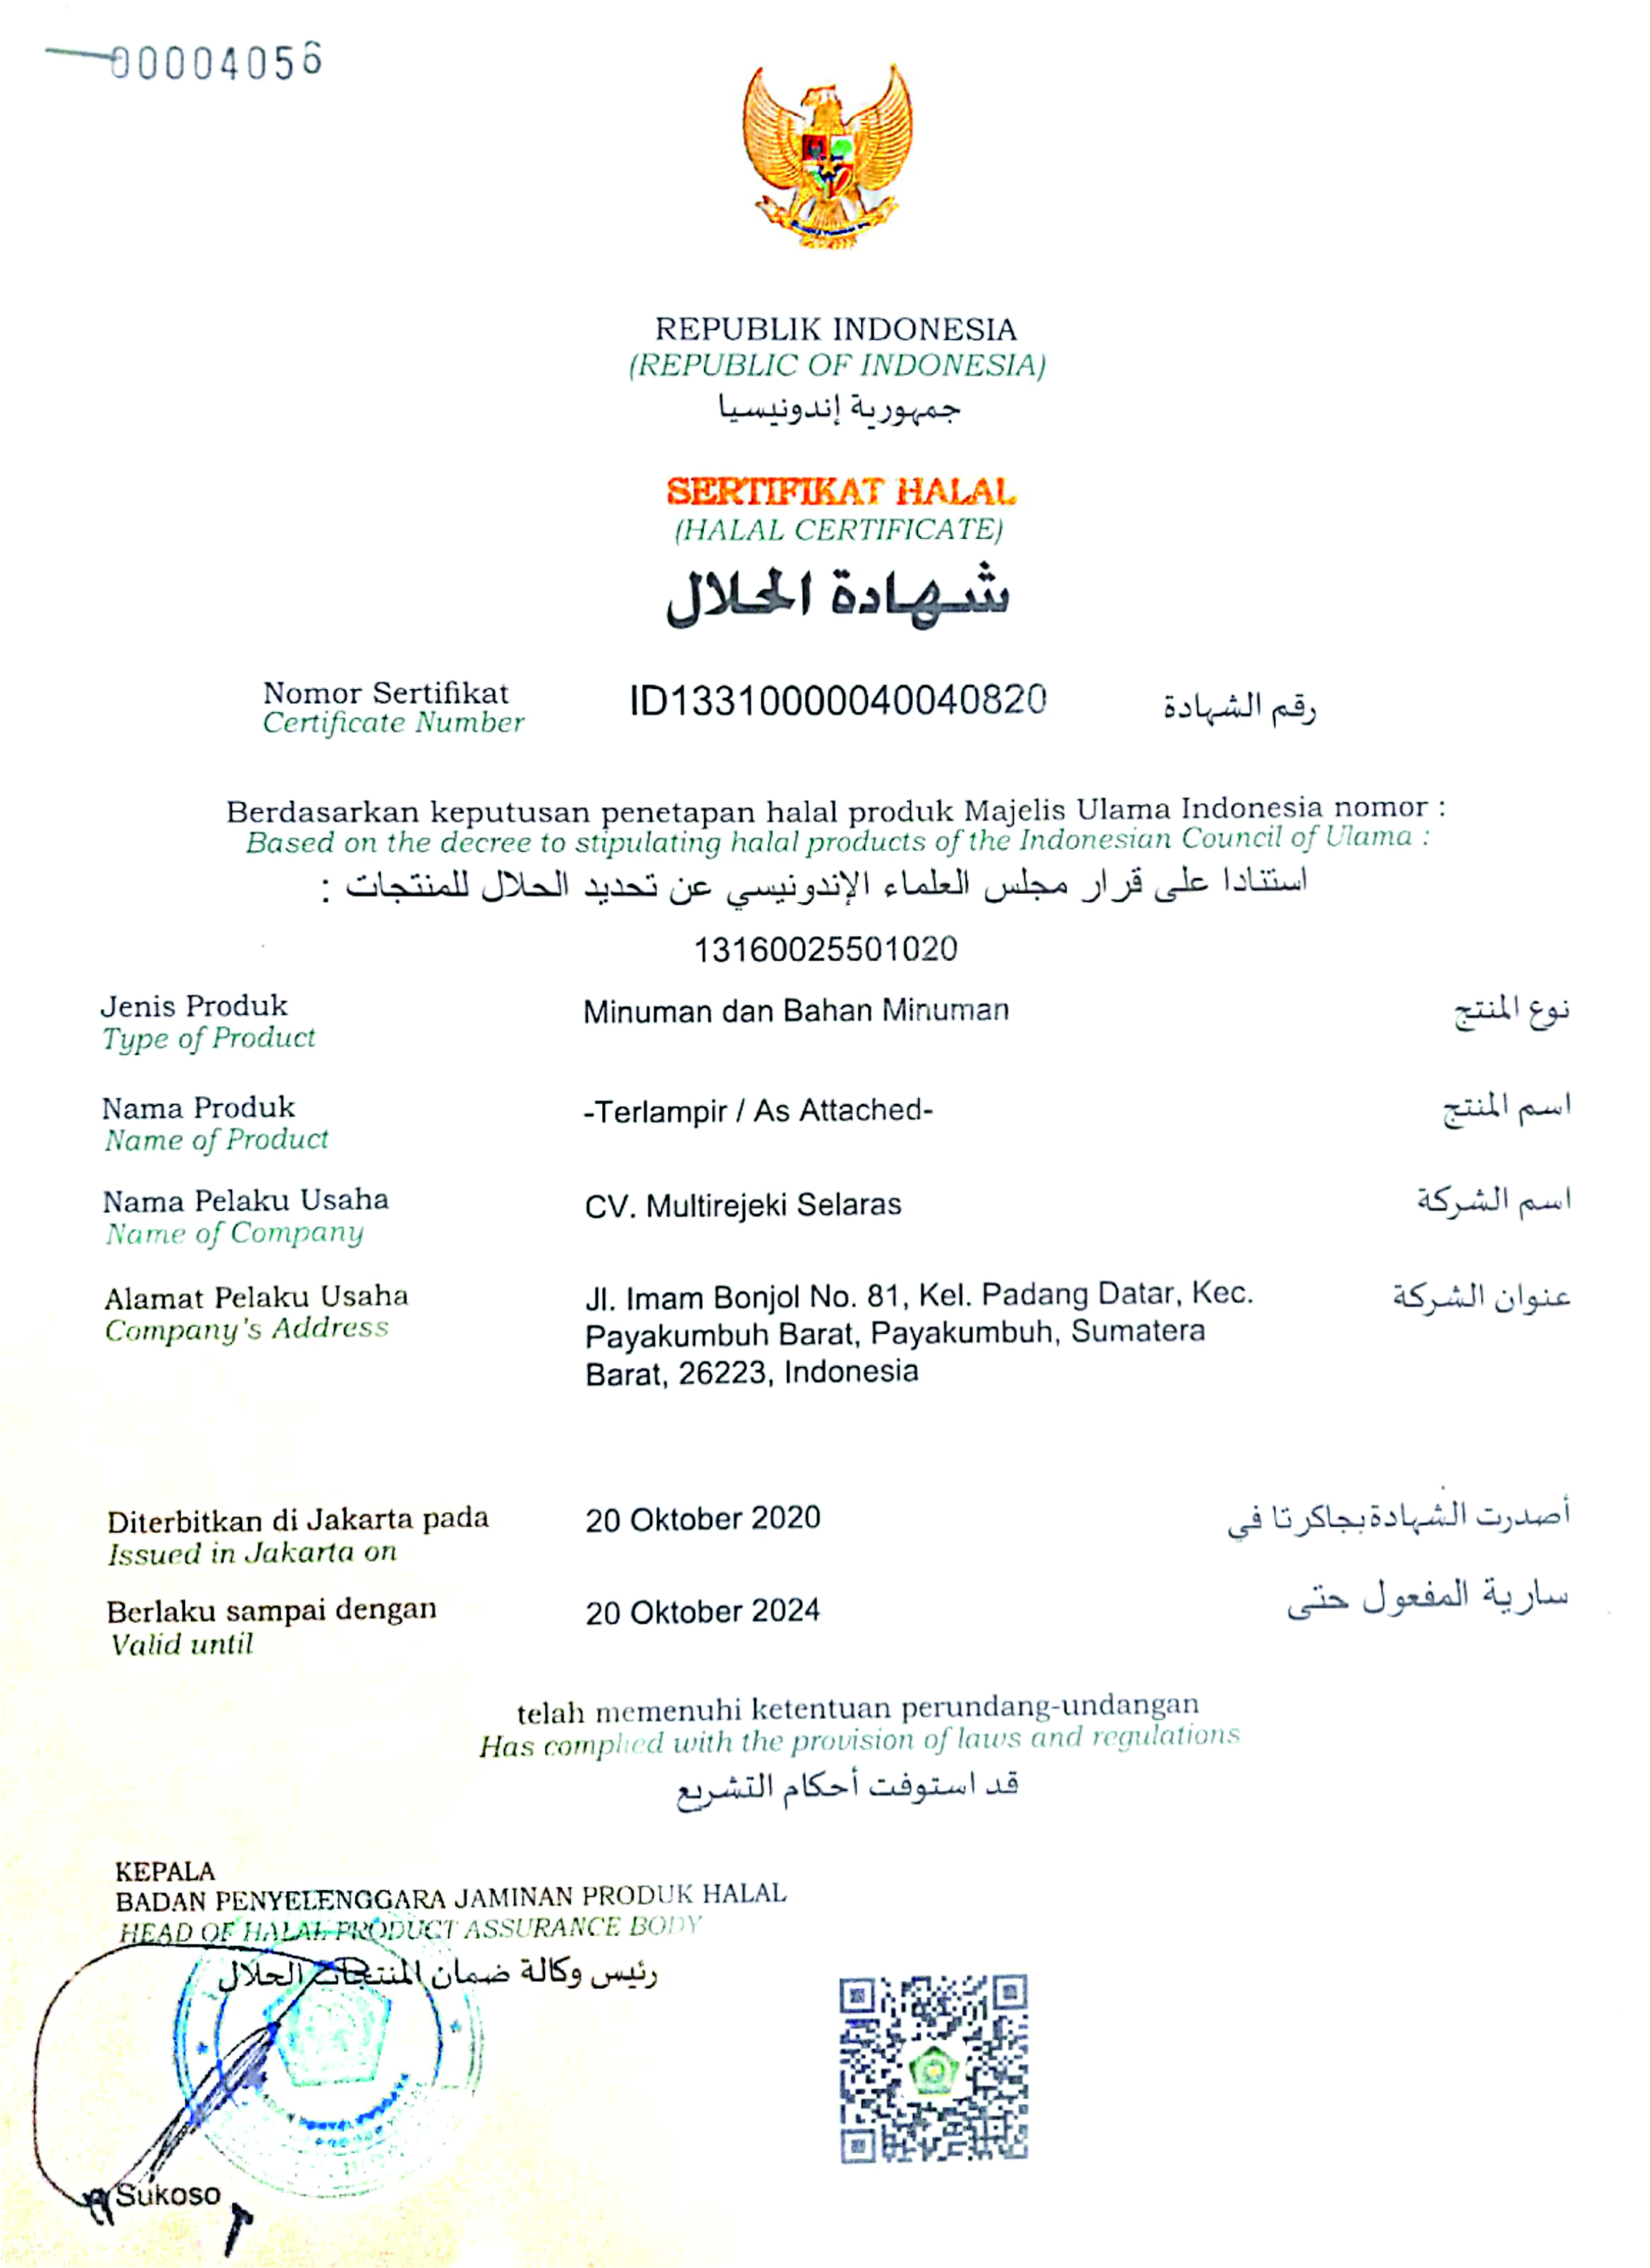 00004056
REPUBLIK INDONESIA
(REPUBLIC OF INDONESIA)
جمهورية إندونيسيا
SERTIFIKAT HALAL
(HALAL CERTIFICATE)
شهادة الحلال
Nomor Sertifikat ID13310000040040820 رقم الشهادة
Certificate Number
Berdasarkan keputusan penetapan halal produk Majelis Ulama Indonesia nomor :
Based on the decree to stipulating halal products of the Indonesian Council of Ulama :
استنادا على قرار مجلس العلماء الإندونيسي عن تحديد الحلال للمنتجات :
13160025501020
Jenis Produk Minuman dan Bahan Minuman نوع المنتج
Type of Product
Nama Produk -Terlampir / As Attached- اسم المنتج
Name of Product
Nama Pelaku Usaha CV. Multirejeki Selaras اسم الشركة
Name of Company
Alamat Pelaku Usaha Jl. Imam Bonjol No. 81, Kel. Padang Datar, Kec. عنوان الشركة
Company's Address Payakumbuh Barat, Payakumbuh, Sumatera
Barat, 26223, Indonesia
Diterbitkan di Jakarta pada 20 Oktober 2020 أصدرت الشهادة بجاكرتا في
Issued in Jakarta on
Berlaku sampai dengan 20 Oktober 2024 سارية المفعول حتى
Valid until
telah memenuhi ketentuan perundang-undangan
Has complied with the provision of laws and regulations
قد استوفت أحكام التشريع
KEPALA
BADAN PENYELENGGARA JAMINAN PRODUK HALAL
HEAD OF HALAL PRODUCT ASSURANCE BODY
رئيس وكالة ضمان المنتجات الحلال
Sukoso